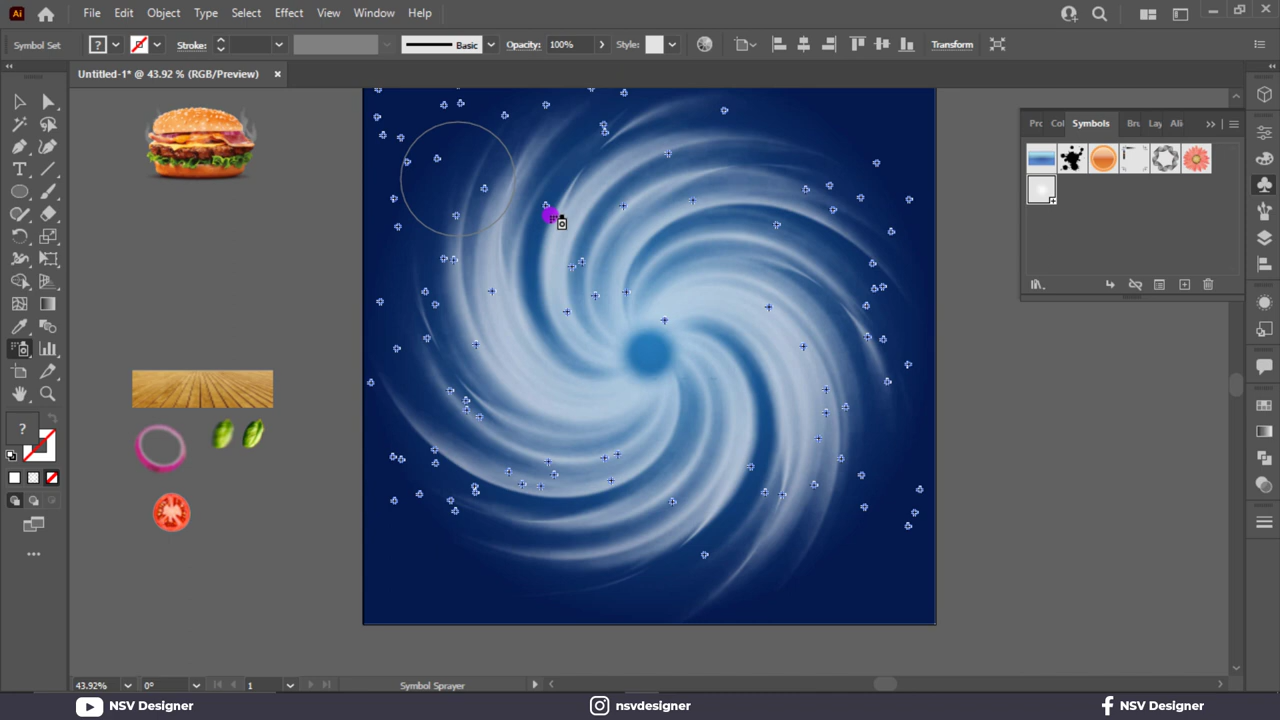 Ai File Edit Object Type Select Effect View Window Help
Symbol Set ? Stroke: Basic Opacity: 100% Style: Transform
Untitled-1* @ 43.92 % (RGB/Preview) ×
Prc Col Symbols Bru Lay Ali
?
43.92% 0° 1 Symbol Sprayer
NSV Designer nsvdesigner NSV Designer